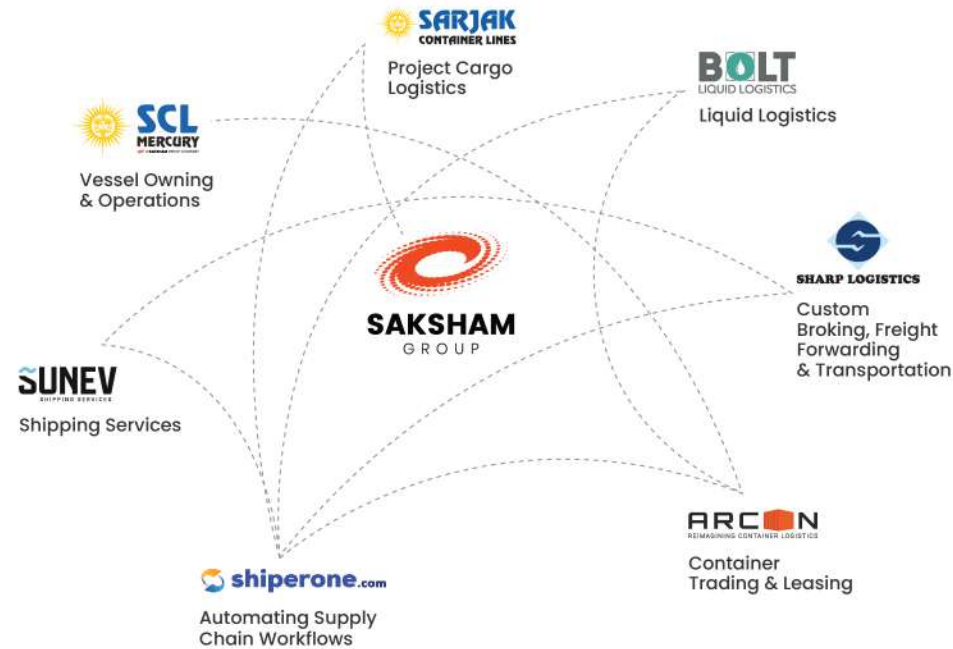 SARJAK
CONTAINER LINES
Project Cargo
Logistics
BOLT
LIQUID LOGISTICS
Liquid Logistics
SCL
MERCURY
Vessel Owning
& Operations
SHARP LOGISTICS
Custom
Broking, Freight
Forwarding
& Transportation
SAKSHAM
GROUP
SUNEV
SHIPPING SERVICES
Shipping Services
ARCON
REIMAGINING CONTAINER LOGISTICS
Container
Trading & Leasing
shiperone.com
Automating Supply
Chain Workflows